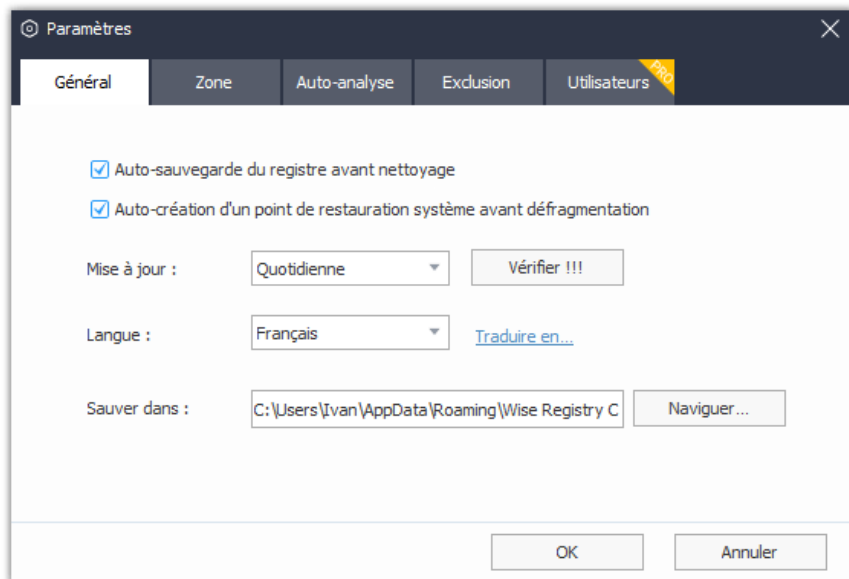 Paramètres
Général Zone Auto-analyse Exclusion Utilisateurs PRO
Auto-sauvegarde du registre avant nettoyage
Auto-création d'un point de restauration système avant défragmentation
Mise à jour : Quotidienne Vérifier !!!
Langue : Français Traduire en...
Sauver dans : C:\Users\Ivan\AppData\Roaming\Wise Registry C Naviguer...
OK Annuler